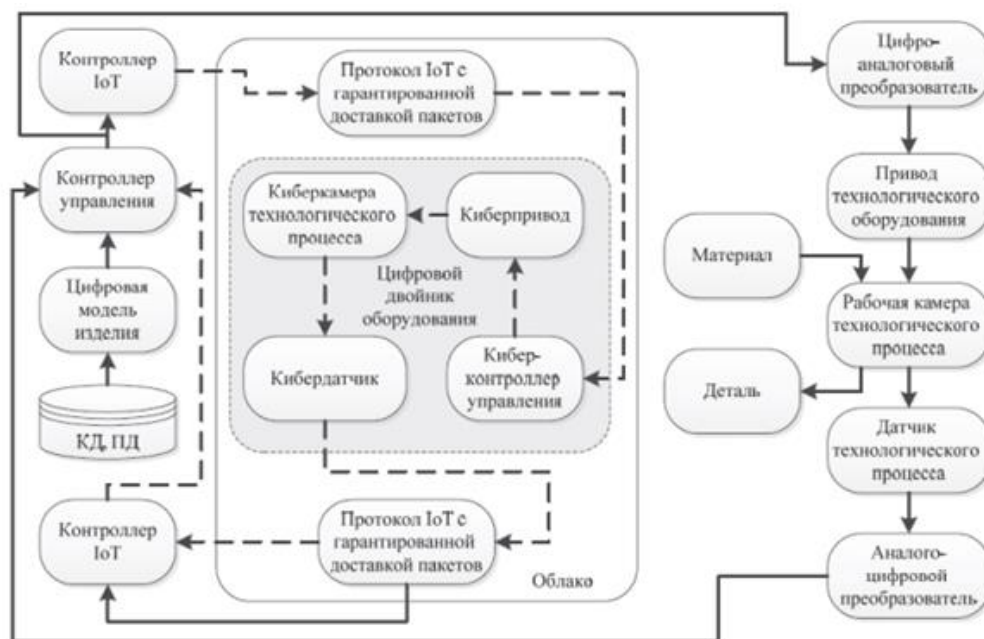 Контроллер
IoT
Контроллер
управления
Цифровая
модель
изделия
КД, ПД
Контроллер
IoT
Протокол IoT с
гарантированной
доставкой пакетов
Киберкамера
технологического
процесса
Киберпривод
Цифровой
двойник
оборудования
Кибердатчик
Кибер-
контроллер
управления
Протокол IoT с
гарантированной
доставкой пакетов
Облако
Материал
Деталь
Цифро-
аналоговый
преобразователь
Привод
технологического
оборудования
Рабочая камера
технологического
процесса
Датчик
технологического
процесса
Аналого-
цифровой
преобразователь